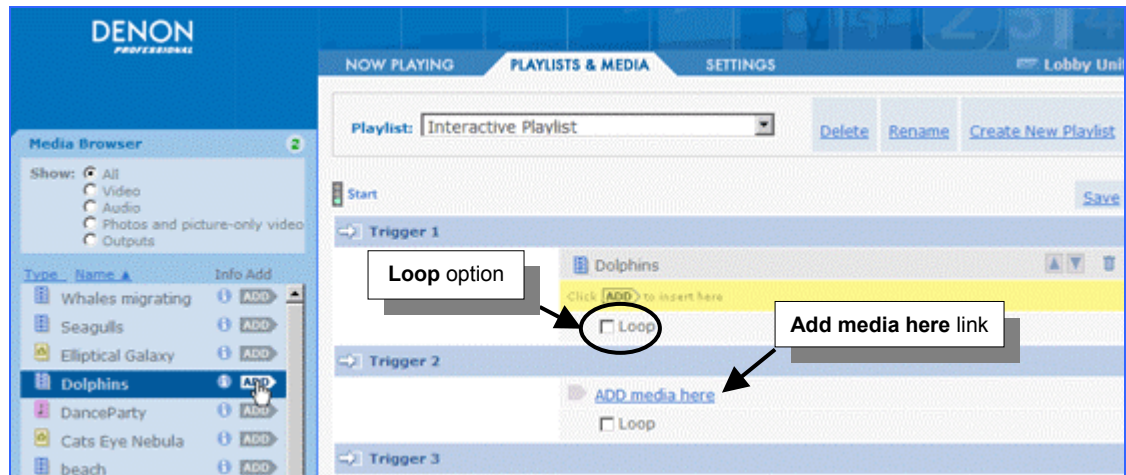 DENON
PROFESSIONAL
NOW PLAYING PLAYLISTS & MEDIA SETTINGS Lobby Unit
Playlist: Interactive Playlist Delete Rename Create New Playlist
Media Browser 2
Show: All
Video
Audio
Photos and picture-only video
Outputs
Type Name ▲ Info Add
Whales migrating ADD
Seagulls ADD
Elliptical Galaxy ADD
Dolphins ADD
DanceParty ADD
Cats Eye Nebula ADD
beach ADD
Start Save
Trigger 1
Dolphins
Click ADD to insert here
Loop
Loop option
Add media here link
Trigger 2
ADD media here
Loop
Trigger 3